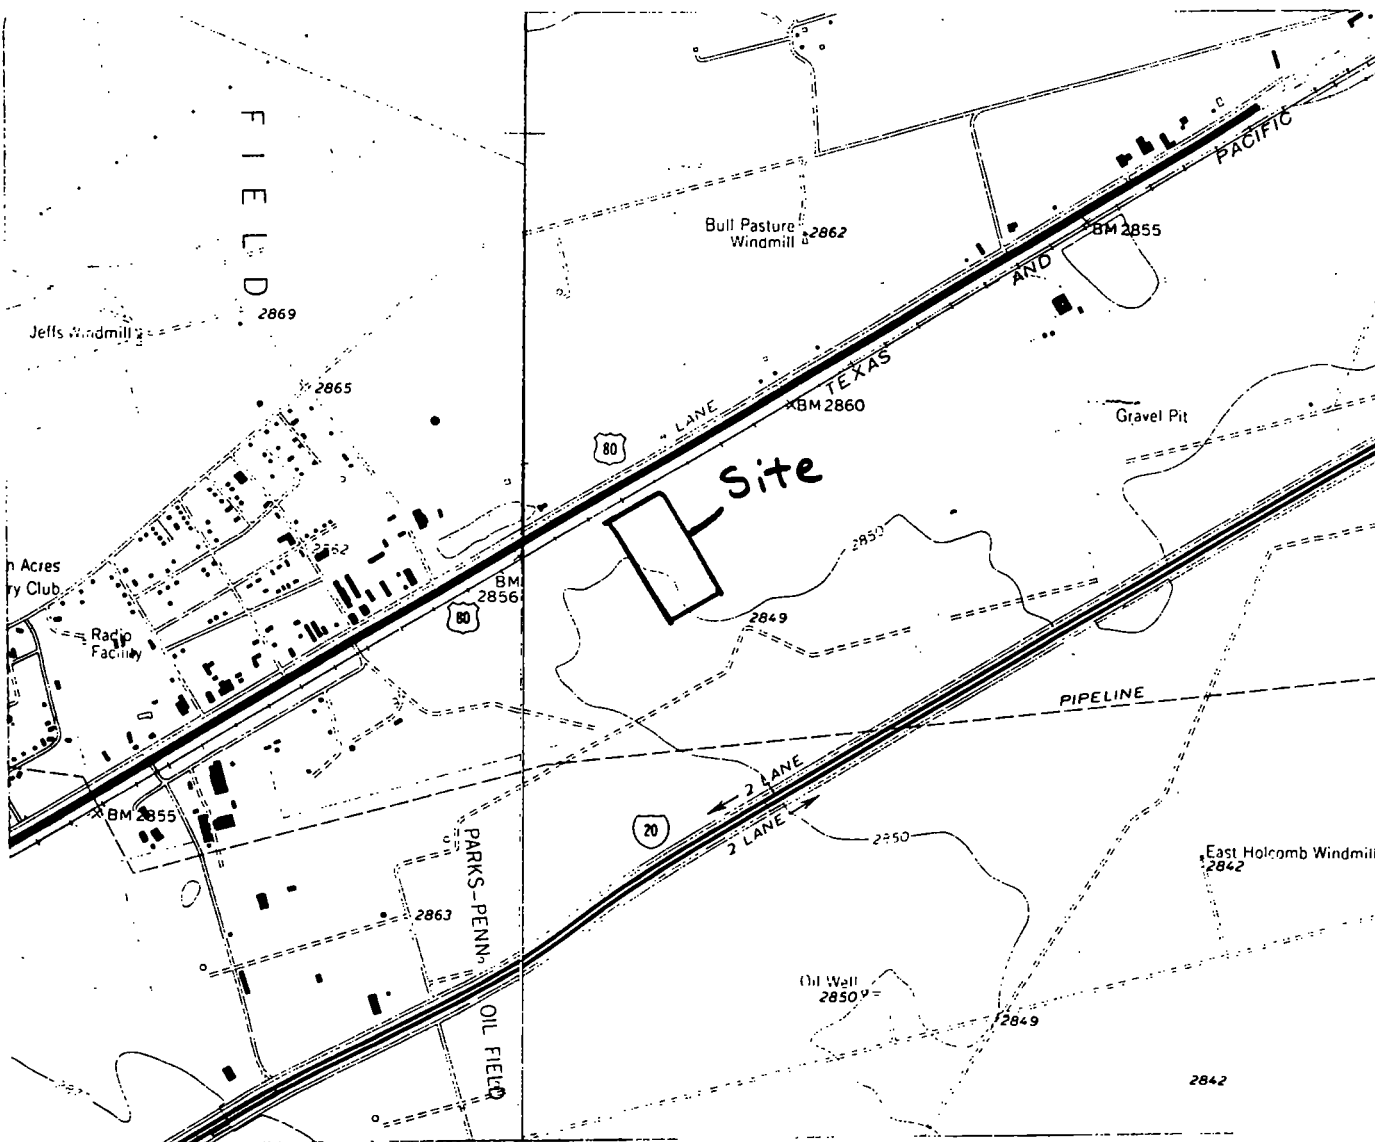 FIELD
PACIFIC
Bull Pasture
Windmill
2862
BM 2855
AND
2869
Jeffs Windmill
TEXAS
2865
BM 2860
LANE
Gravel Pit
80
Site
2850
Acres
ry Club
BM
2856
2849
80
Radio
Facility
PIPELINE
2 LANE
BM 2855
20
2 LANE
2850
PARKS-PENN
East Holcomb Windmill
2842
2863
Oil Well
2850
2849
OIL FIELD
2842